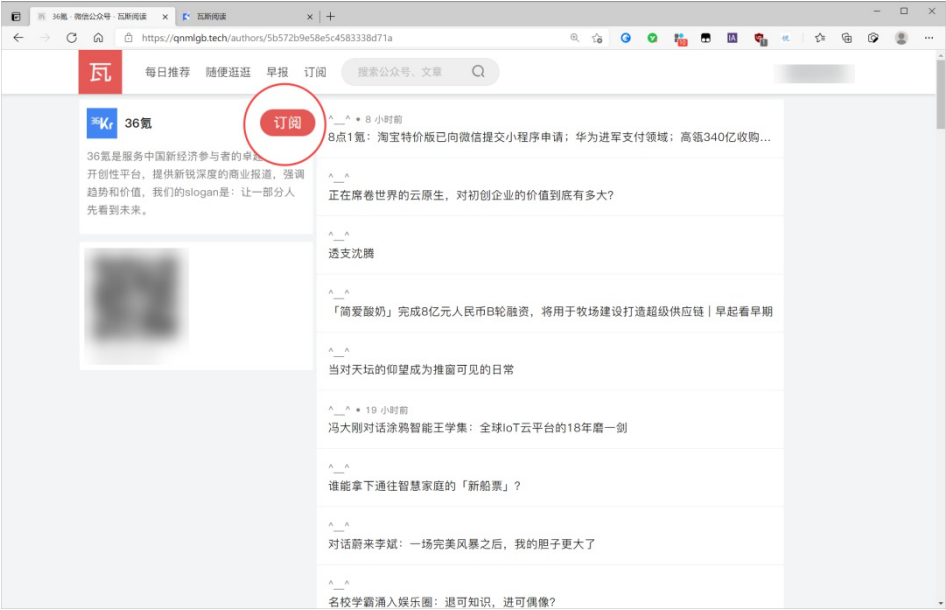 36氪 · 微信公众号 · 瓦斯阅读
瓦斯阅读
https://qnmlgb.tech/authors/5b572b9e58e5c4583338d71a
瓦
每日推荐
随便逛逛
早报
订阅
搜索公众号、文章
36Kr
36氪
订阅
36氪是服务中国新经济参与者的卓越
开创性平台，提供新锐深度的商业报道，强调
趋势和价值，我们的slogan是：让一部分人
先看到未来。
^__^ • 8 小时前
8点1氪：淘宝特价版已向微信提交小程序申请；华为进军支付领域；高瓴340亿收购...
^__^
正在席卷世界的云原生，对初创企业的价值到底有多大？
^__^
透支沈腾
^__^
「简爱酸奶」完成8亿元人民币B轮融资，将用于牧场建设打造超级供应链 | 早起看早期
^__^
当对天坛的仰望成为推窗可见的日常
^__^ • 19 小时前
冯大刚对话涂鸦智能王学集：全球IoT云平台的18年磨一剑
^__^
谁能拿下通往智慧家庭的「新船票」？
^__^
对话蔚来李斌：一场完美风暴之后，我的胆子更大了
^__^
名校学霸涌入娱乐圈：退可知识，进可偶像？